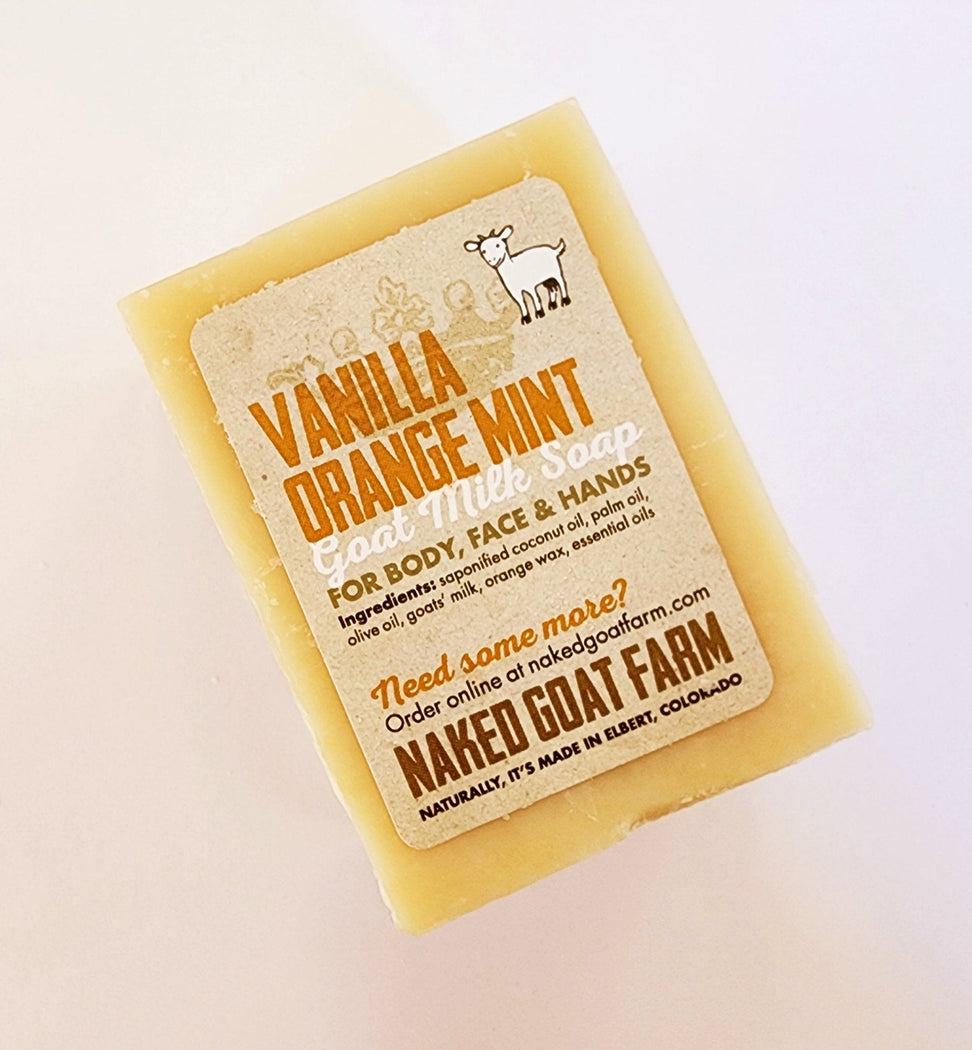 VANILLA
ORANGE MINT
Goat Milk Soap
FOR BODY, FACE & HANDS
Ingredients: saponified coconut oil, palm oil,
olive oil, goats' milk, orange wax, essential oils
Need some more?
Order online at nakedgoatfarm.com
NAKED GOAT FARM
NATURALLY, IT'S MADE IN ELBERT, COLORADO